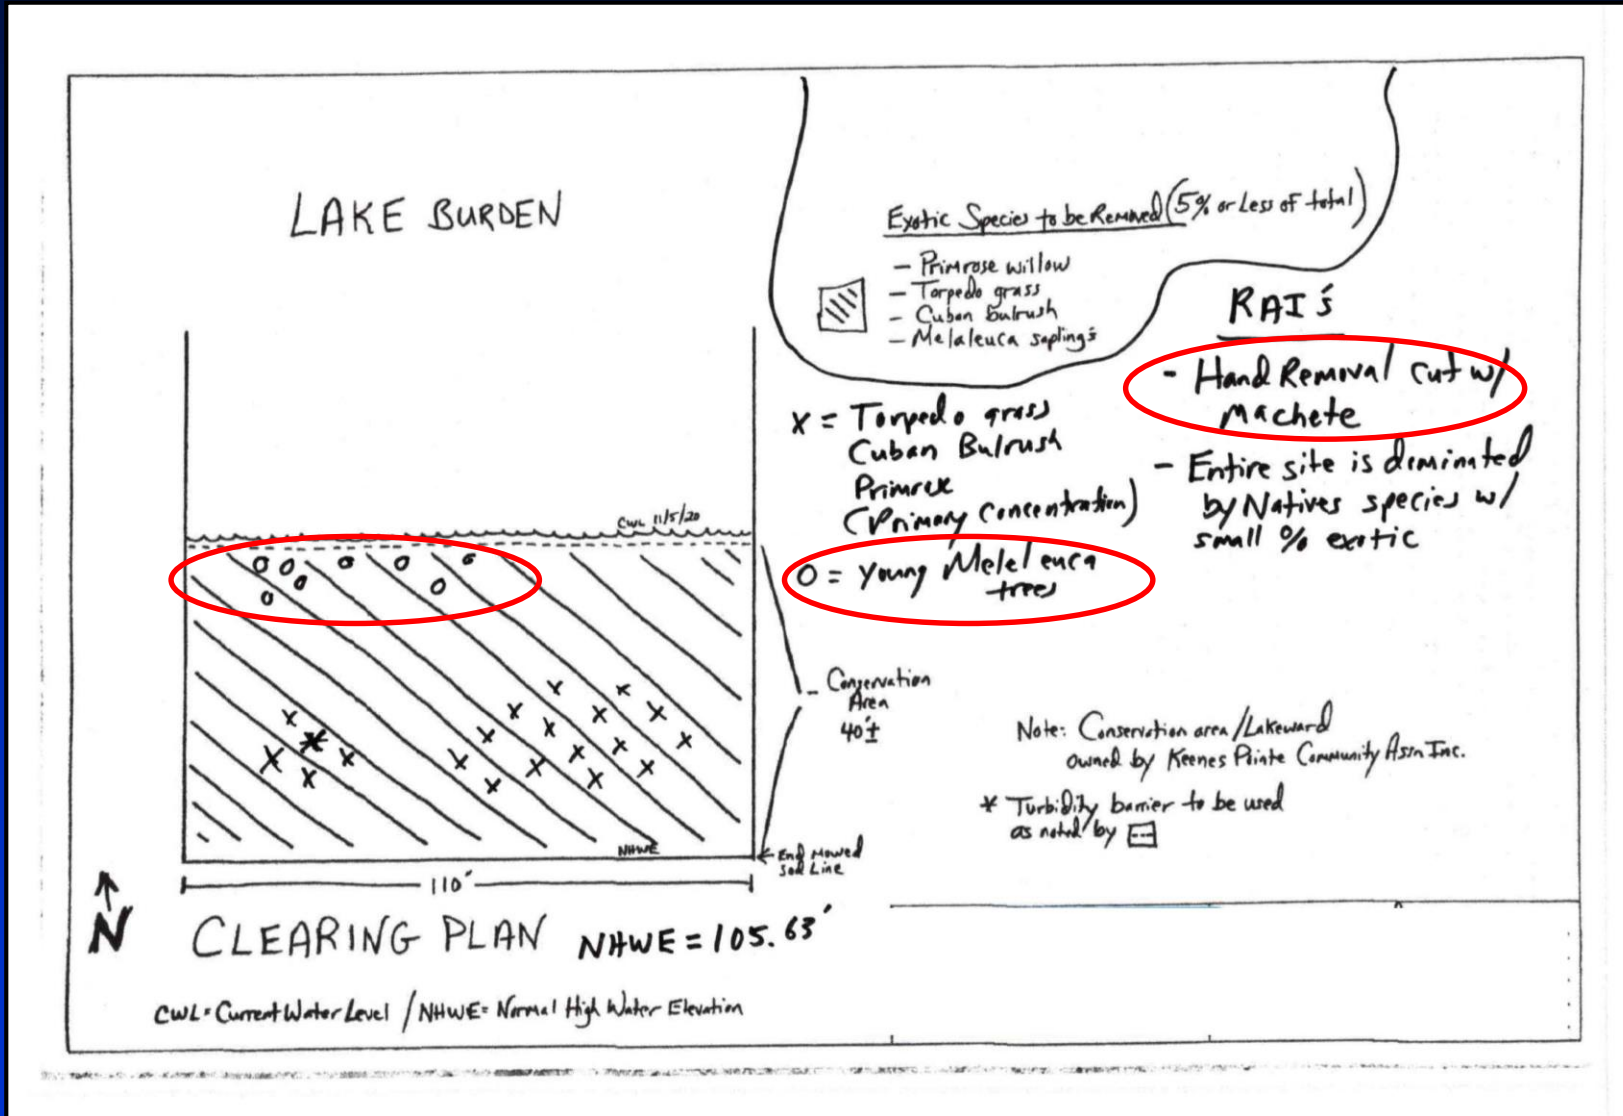 LAKE BURDEN
Exotic Species to be Removed (5% or Less of total)
- Primrose willow
- Torpedo grass
- Cuban bulrush
- Melaleuca saplings
RAI's
- Hand Removal cut w/
machete
- Entire site is dominated
by Natives species w/
small % exotic
X = Torpedo grass
Cuban Bulrush
Primrose
(Primary Concentration)
O = Young Meleleuca
trees
CWL 11/5/20
- Conservation
Area
40'±
Note: Conservation area/Lakeward
owned by Keenes Pointe Community Assn Inc.
* Turbidity barrier to be used
as noted by
NHWE
← End Mowed
Sod Line
110'
N
CLEARING PLAN NHWE = 105.63'
CWL = Current Water Level / NHWE = Normal High Water Elevation